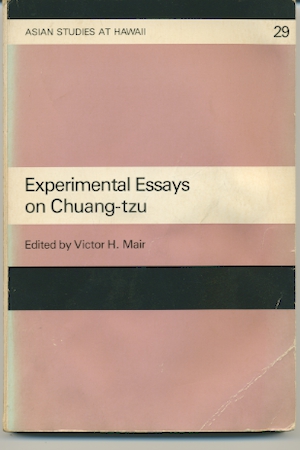 ASIAN STUDIES AT HAWAII 29
Experimental Essays
on Chuang-tzu
Edited by Victor H. Mair